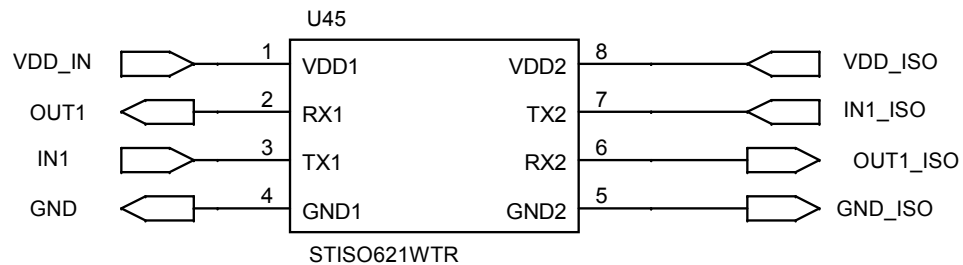 U45
VDD_IN 1 VDD1 VDD2 8 VDD_ISO
OUT1 2 RX1 TX2 7 IN1_ISO
IN1 3 TX1 RX2 6 OUT1_ISO
GND 4 GND1 GND2 5 GND_ISO
STISO621WTR